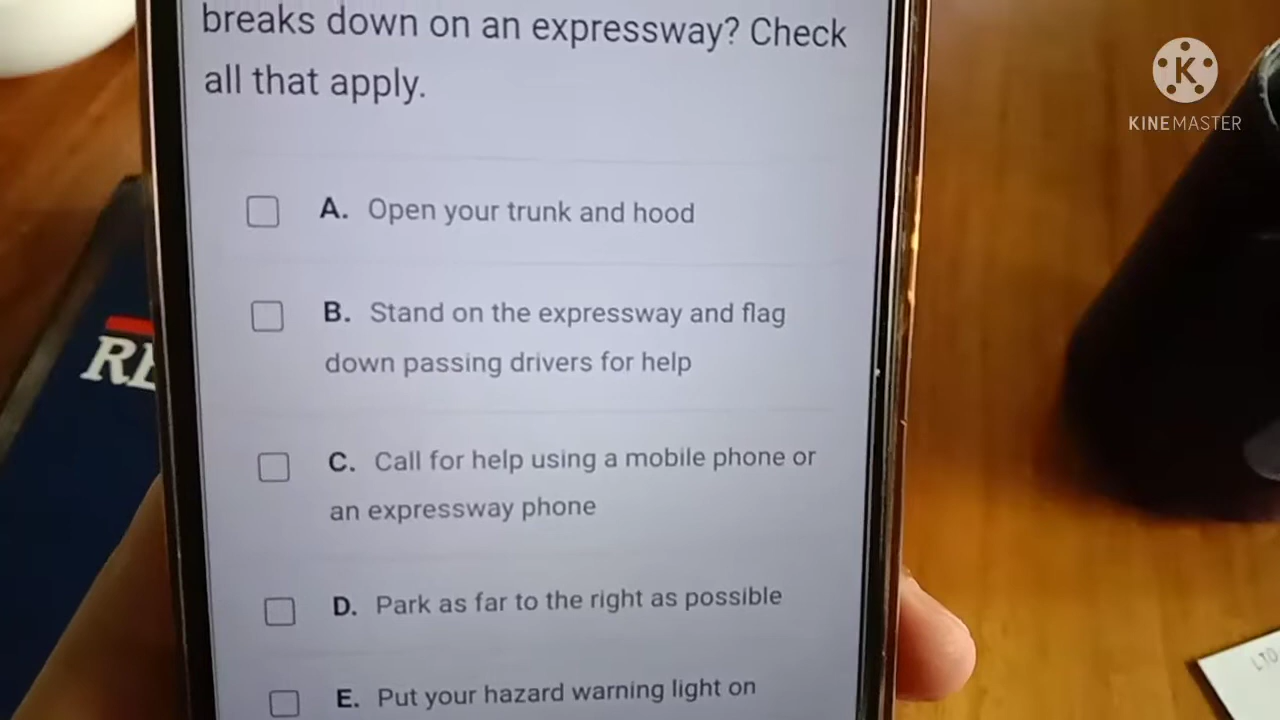 breaks down on an expressway? Check
all that apply.
A. Open your trunk and hood
B. Stand on the expressway and flag
down passing drivers for help
C. Call for help using a mobile phone or
an expressway phone
D. Park as far to the right as possible
E. Put your hazard warning light on
KINEMASTER
LTO